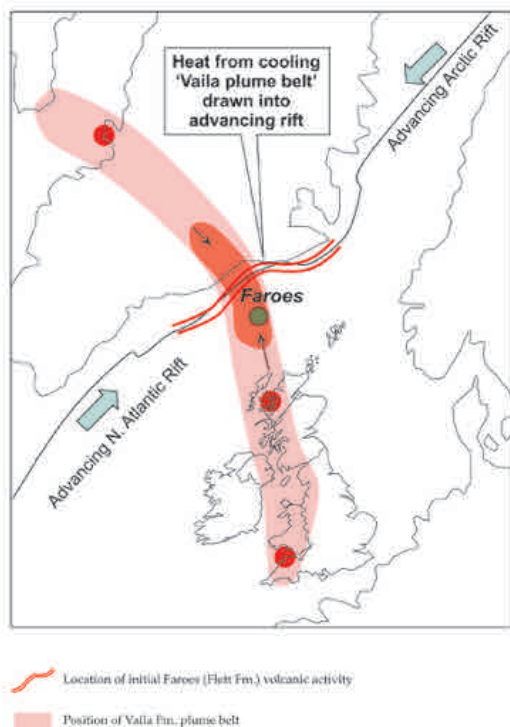 Heat from cooling
'Vaila plume belt'
drawn into
advancing rift
Advancing Arctic Rift
Faroes
Advancing N. Atlantic Rift
Location of initial Faroes (Flett Fm.) volcanic activity
Position of Vaila Fm. plume belt